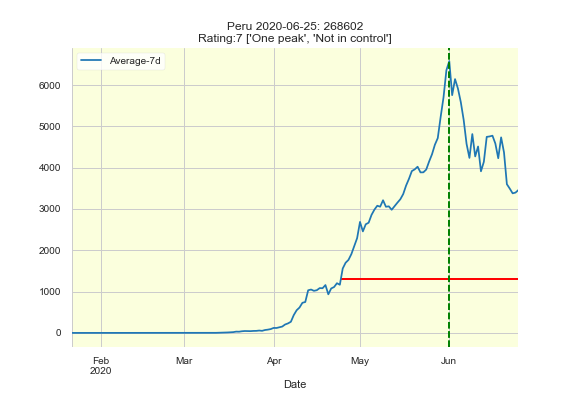 Peru 2020-06-25: 268602
Rating:7 ['One peak', 'Not in control']
Average-7d
6000
5000
4000
3000
2000
1000
0
Feb Mar Apr May Jun
2020
Date